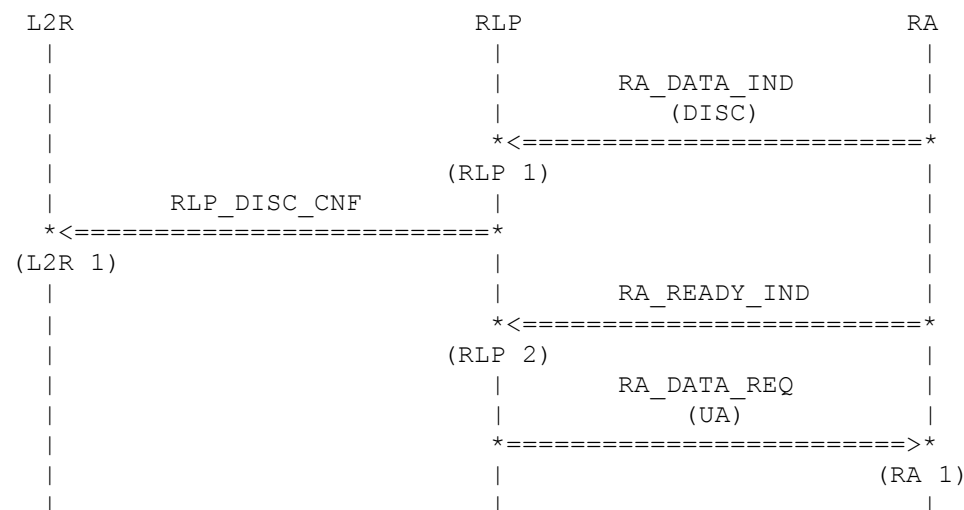 L2R RLP RA
| | |
| | RA_DATA_IND |
| | (DISC) |
| *<=========================*
| (RLP 1) |
| RLP_DISC_CNF | |
*<==========================* |
(L2R 1) | |
| | RA_READY_IND |
| *<=========================*
| (RLP 2) |
| | RA_DATA_REQ |
| | (UA) |
| *=========================>*
| | (RA 1)
| | |